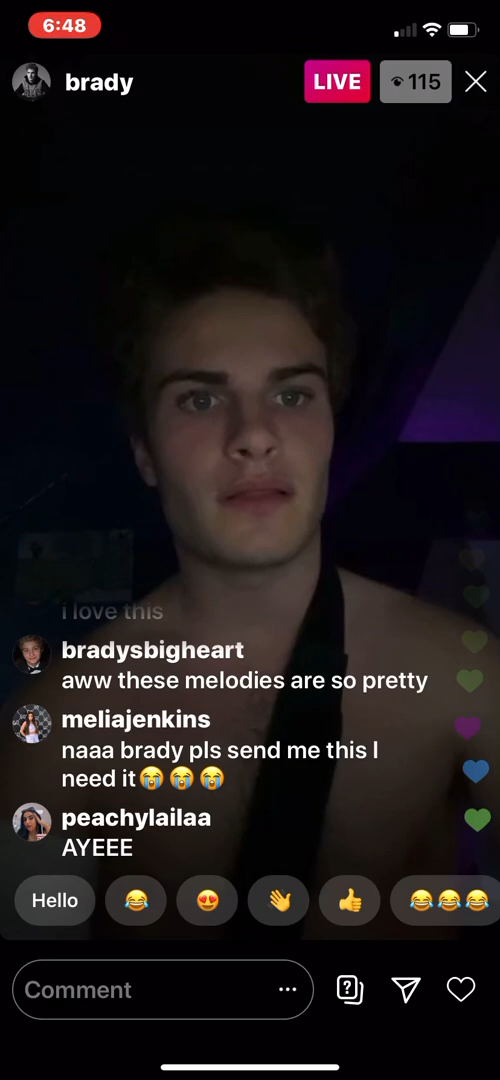 6:48
brady
LIVE
115
i love this
bradysbigheart
aww these melodies are so pretty
meliajenkins
naaa brady pls send me this I
need it😭😭😭
peachylailaa
AYEEE
Hello
😂
😍
👋
👍
😂😂😂
Comment